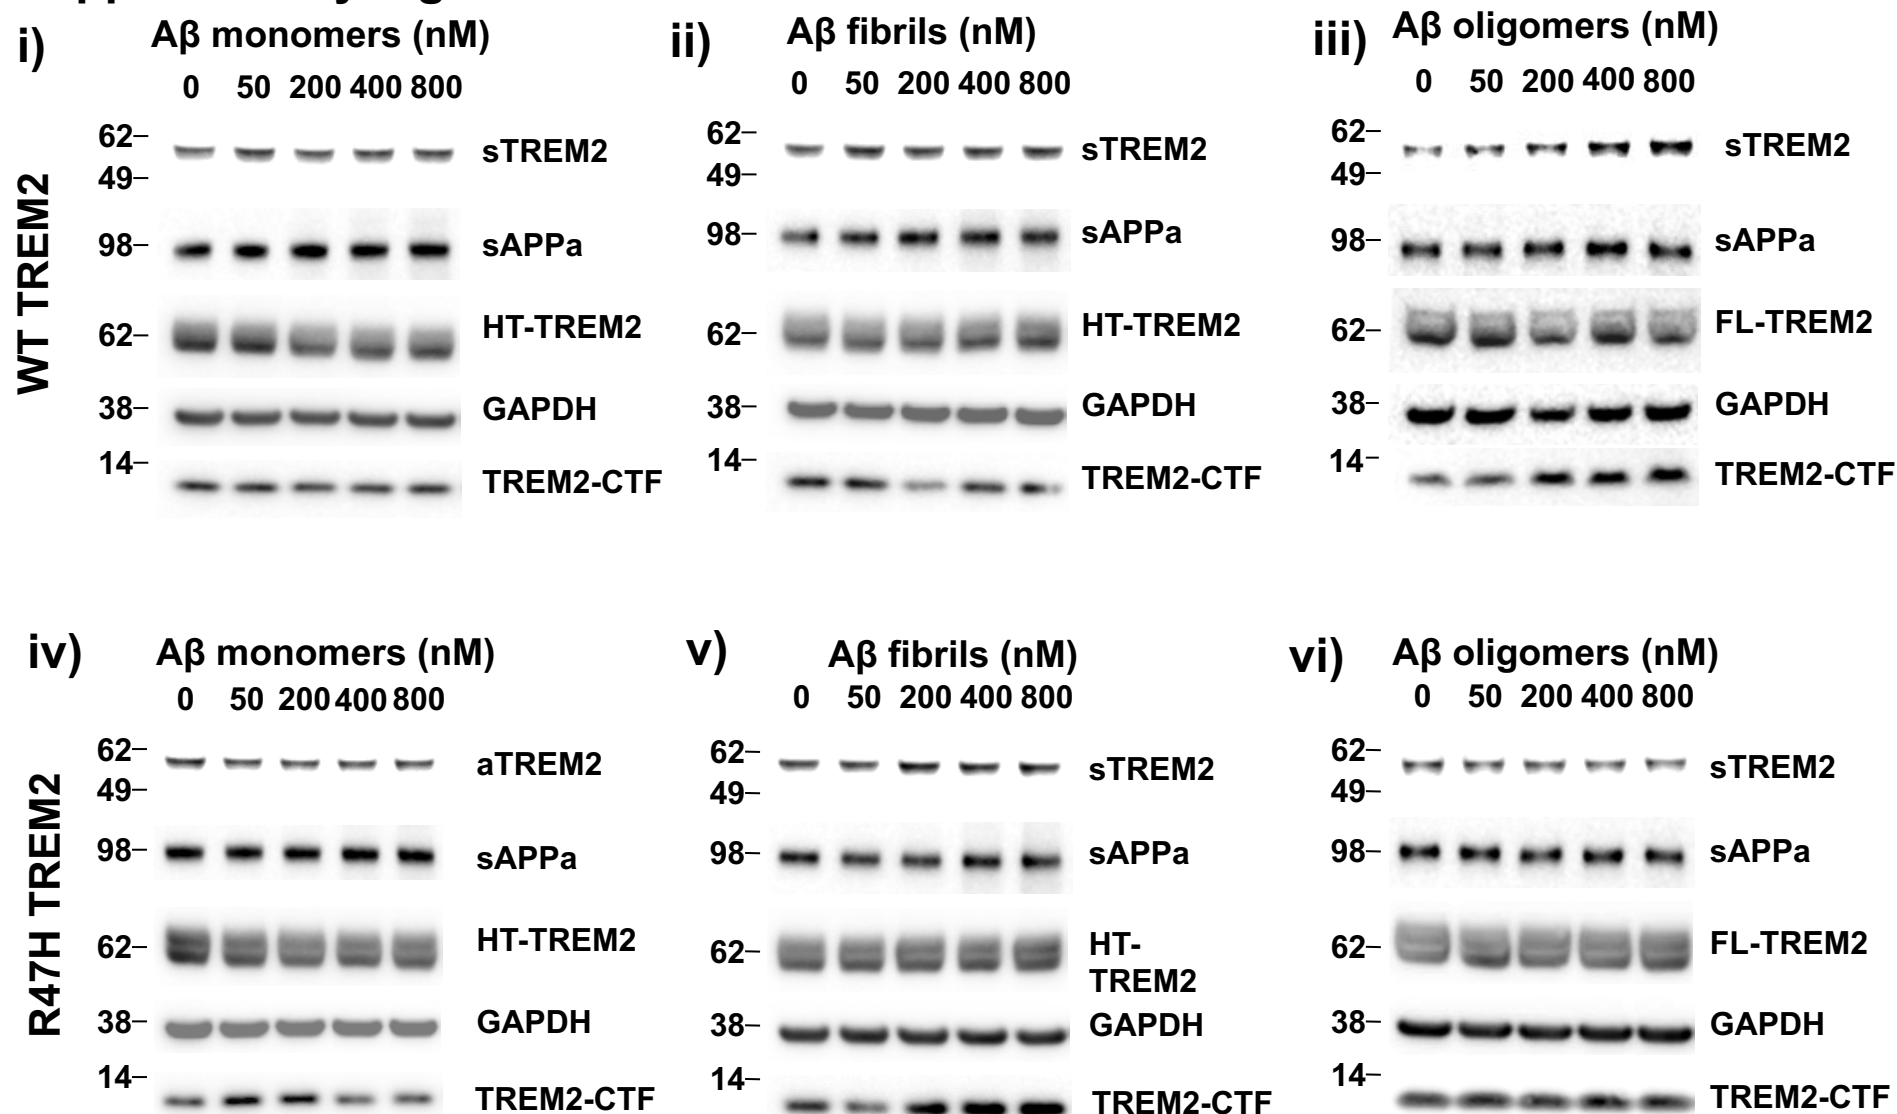 i)
Aβ monomers (nM)
0 50 200 400 800
WT TREM2
62– sTREM2
49–
98– sAPPa
62– HT-TREM2
38– GAPDH
14– TREM2-CTF
ii)
Aβ fibrils (nM)
0 50 200 400 800
62– sTREM2
49–
98– sAPPa
62– HT-TREM2
38– GAPDH
14– TREM2-CTF
iii)
Aβ oligomers (nM)
0 50 200 400 800
62– sTREM2
49–
98– sAPPa
62– FL-TREM2
38– GAPDH
14– TREM2-CTF
iv)
Aβ monomers (nM)
0 50 200 400 800
R47H TREM2
62– aTREM2
49–
98– sAPPa
62– HT-TREM2
38– GAPDH
14– TREM2-CTF
v)
Aβ fibrils (nM)
0 50 200 400 800
62– sTREM2
49–
98– sAPPa
62– HT-
TREM2
38– GAPDH
14– TREM2-CTF
vi)
Aβ oligomers (nM)
0 50 200 400 800
62– sTREM2
49–
98– sAPPa
62– FL-TREM2
38– GAPDH
14– TREM2-CTF